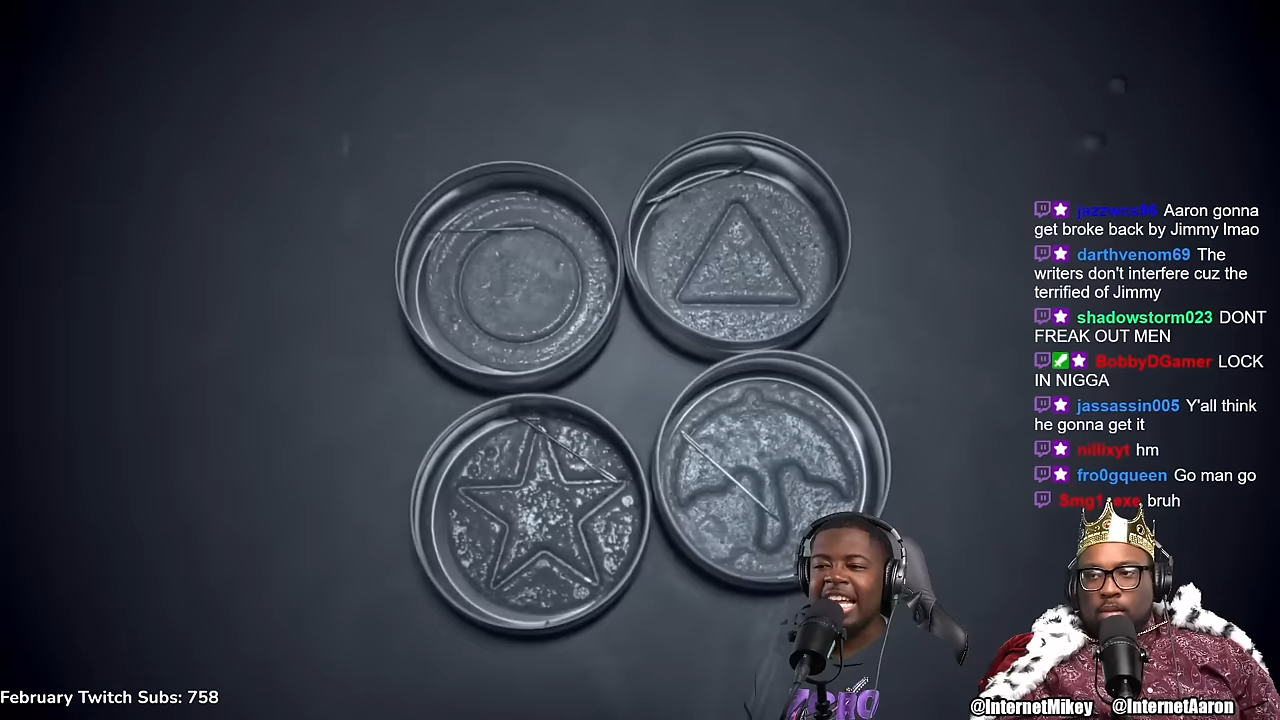 jazzwcs96 Aaron gonna
get broke back by Jimmy lmao
darthvenom69 The
writers don't interfere cuz the
terrified of Jimmy
shadowstorm023 DONT
FREAK OUT MEN
BobbyDGamer LOCK
IN NIGGA
jassassin005 Y'all think
he gonna get it
nillixyt hm
fro0gqueen Go man go
bruh
February Twitch Subs: 758
@InternetMikey
@InternetAaron